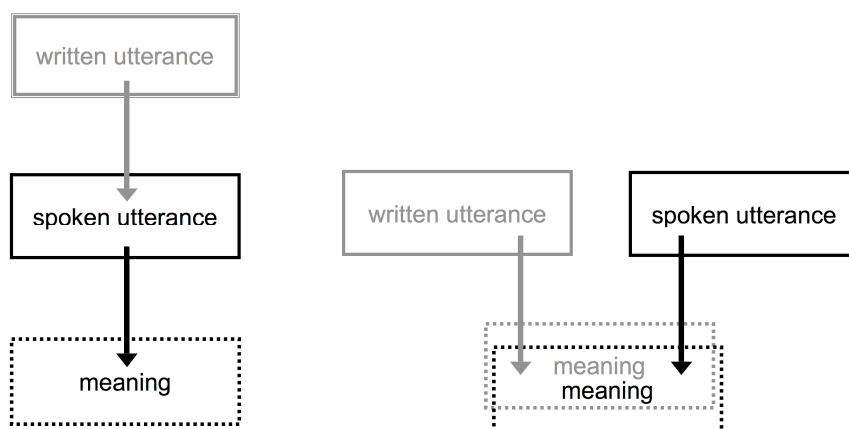 written utterance
spoken utterance
meaning
written utterance
spoken utterance
meaning
meaning